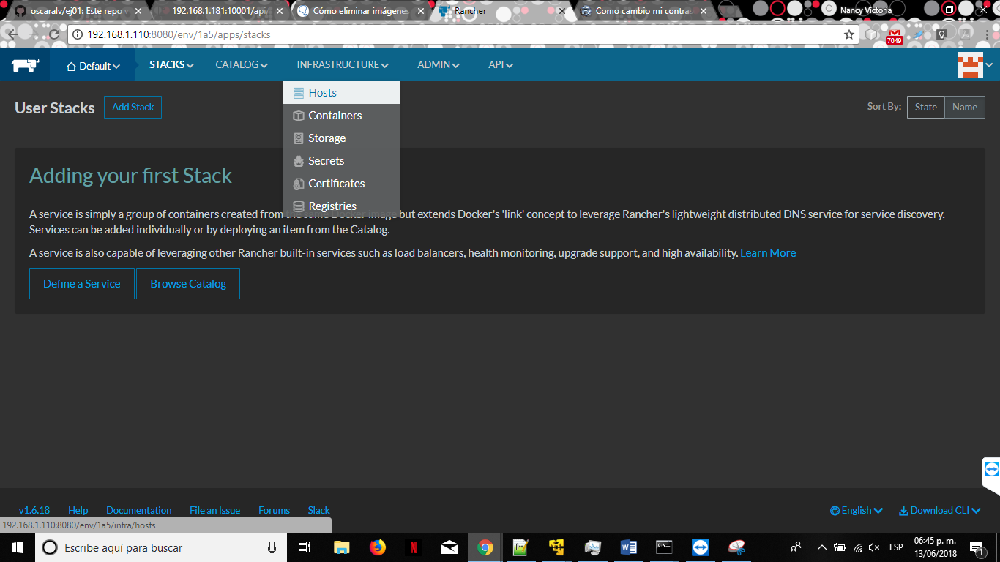 oscaralv/ej01: Este repo v
192.168.1.181:10001/api/
Cómo eliminar imágenes
Rancher
Como cambio mi contras
Nancy Victoria
192.168.1.110:8080/env/1a5/apps/stacks
7049
Default
STACKS
CATALOG
INFRASTRUCTURE
ADMIN
API
Hosts
Containers
Storage
Secrets
Certificates
Registries
User Stacks
Add Stack
Sort By:
State
Name
Adding your first Stack
A service is simply a group of containers created from the same Docker image but extends Docker's 'link' concept to leverage Rancher's lightweight distributed DNS service for service discovery.
Services can be added individually or by deploying an item from the Catalog.
A service is also capable of leveraging other Rancher built-in services such as load balancers, health monitoring, upgrade support, and high availability. Learn More
Define a Service
Browse Catalog
v1.6.18
Help
Documentation
File an Issue
Forums
Slack
English
Download CLI
192.168.1.110:8080/env/1a5/infra/hosts
Escribe aquí para buscar
ESP
06:45 p. m.
13/06/2018
1